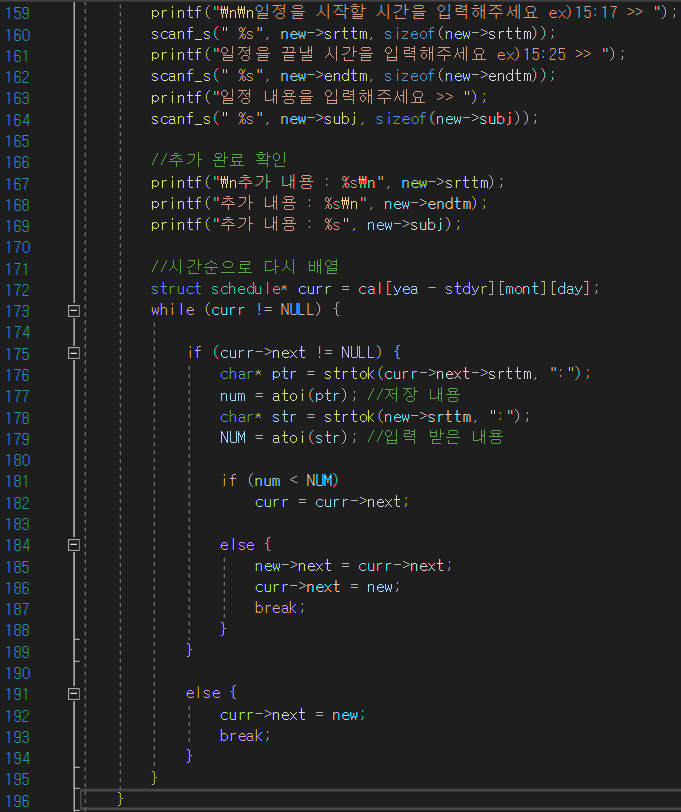 159 printf("₩n₩n일정을 시작할 시간을 입력해주세요 ex)15:17 >> ");
160 scanf_s(" %s", new->srttm, sizeof(new->srttm));
161 printf("일정을 끝낼 시간을 입력해주세요 ex)15:25 >> ");
162 scanf_s(" %s", new->endtm, sizeof(new->endtm));
163 printf("일정 내용을 입력해주세요 >> ");
164 scanf_s(" %s", new->subj, sizeof(new->subj));
165
166 //추가 완료 확인
167 printf("₩n추가 내용 : %s₩n", new->srttm);
168 printf("추가 내용 : %s₩n", new->endtm);
169 printf("추가 내용 : %s", new->subj);
170
171 //시간순으로 다시 배열
172 struct schedule* curr = cal[yea - stdyr][mont][day];
173 while (curr != NULL) {
174
175 if (curr->next != NULL) {
176 char* ptr = strtok(curr->next->srttm, ":");
177 num = atoi(ptr); //저장 내용
178 char* str = strtok(new->srttm, ":");
179 NUM = atoi(str); //입력 받은 내용
180
181 if (num < NUM)
182 curr = curr->next;
183
184 else {
185 new->next = curr->next;
186 curr->next = new;
187 break;
188 }
189 }
190
191 else {
192 curr->next = new;
193 break;
194 }
195 }
196 }